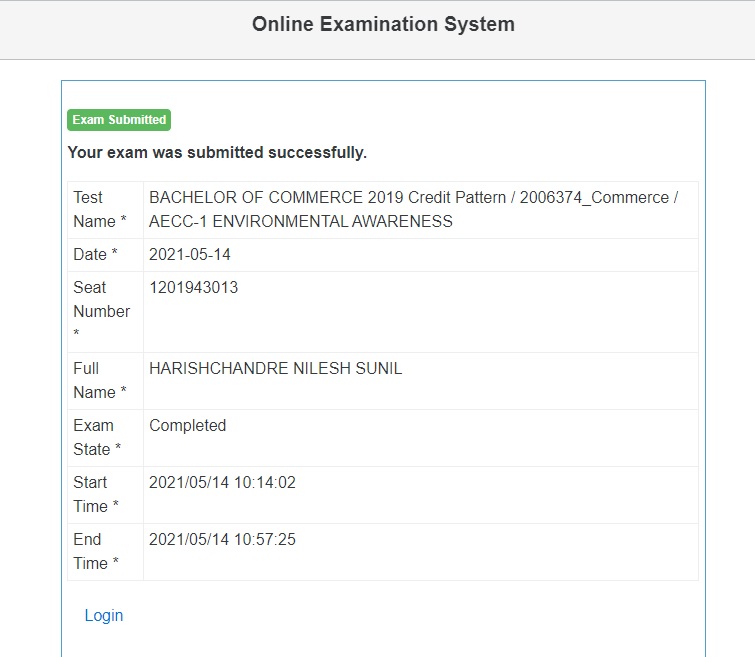 Online Examination System
Exam Submitted
Your exam was submitted successfully.
Test
Name *
BACHELOR OF COMMERCE 2019 Credit Pattern / 2006374_Commerce /
AECC-1 ENVIRONMENTAL AWARENESS
Date *
2021-05-14
Seat
Number
*
1201943013
Full
Name *
HARISHCHANDRE NILESH SUNIL
Exam
State *
Completed
Start
Time *
2021/05/14 10:14:02
End
Time *
2021/05/14 10:57:25
Login